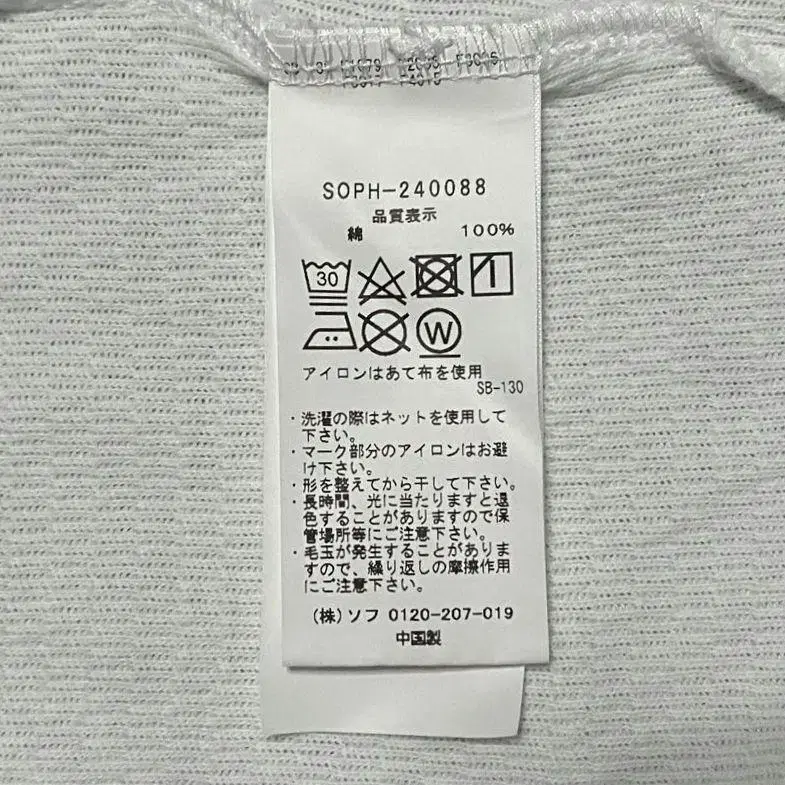 SOPH-240088
品質表示
綿 100%
30
W
アイロンはあて布を使用
SB-130
・洗濯の際はネットを使用して
下さい。
・マーク部分のアイロンはお避
け下さい。
・形を整えてから干して下さい。
・長時間、光に当たりますと退
色することがありますので保
管場所等にご注意下さい。
・毛玉が発生することがありま
すので、繰り返しの摩擦作用
にご注意下さい。
(株)ソフ 0120-207-019
中国製